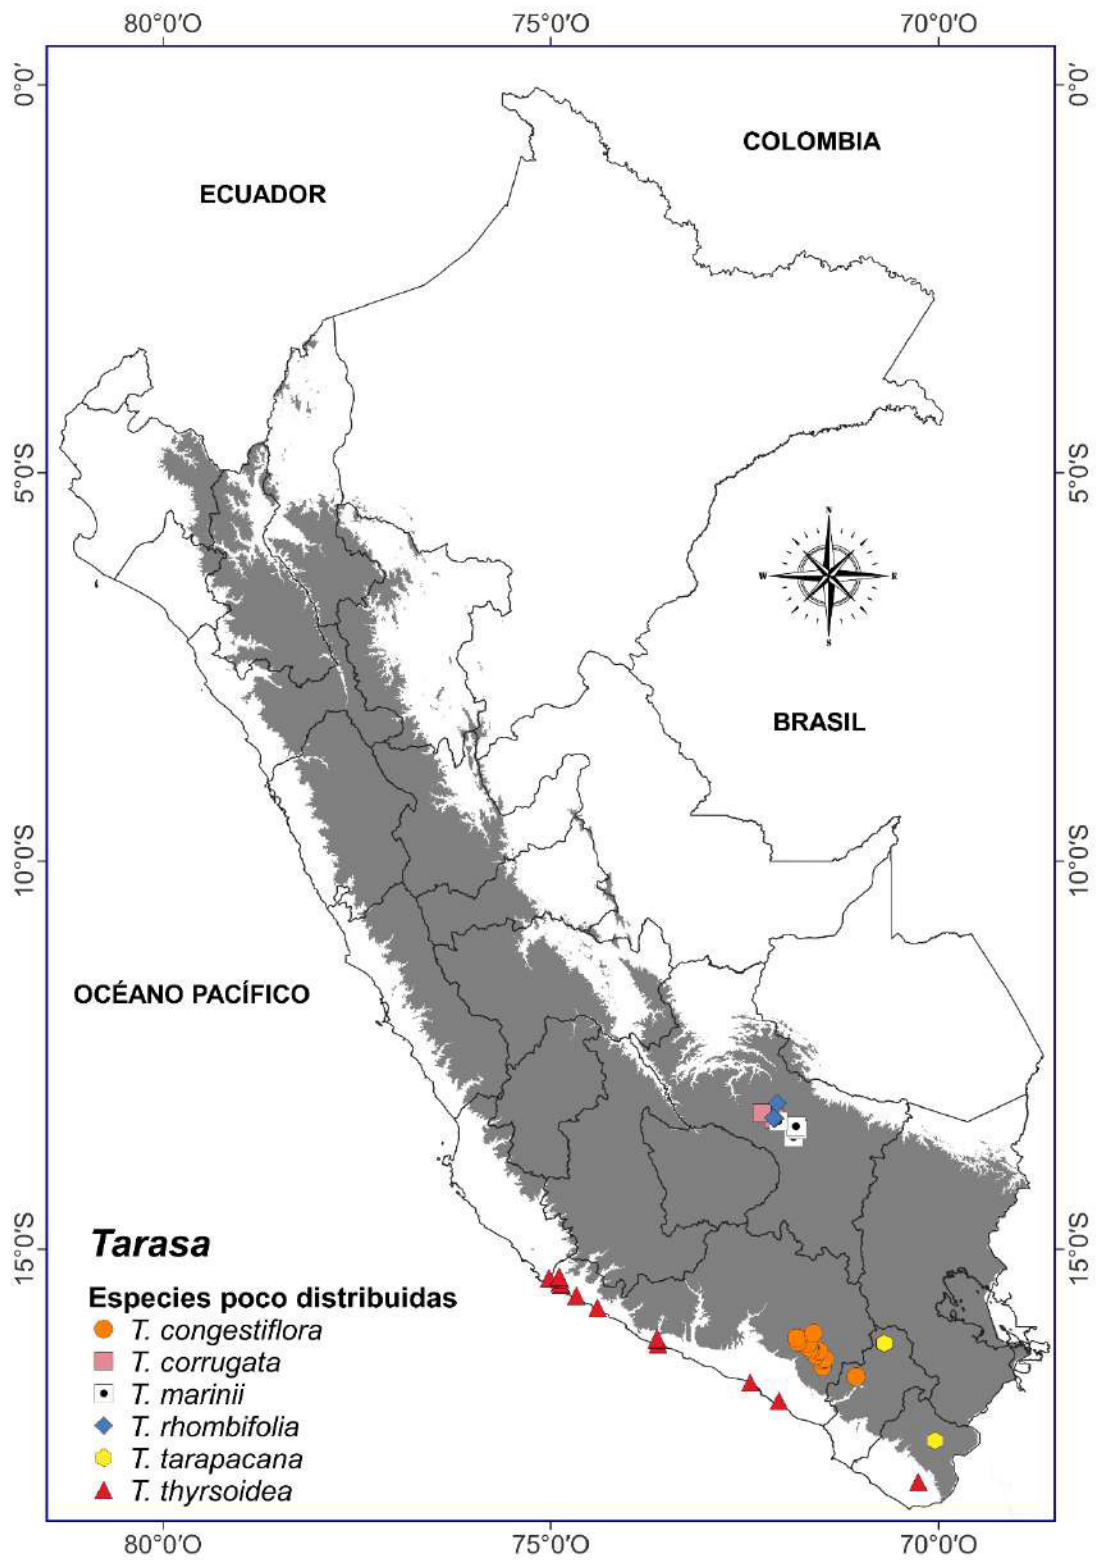 80°0′O 75°0′O 70°0′O
0°0′ 0°0′
COLOMBIA
ECUADOR
5°0′S 5°0′S
N
W E
S
BRASIL
10°0′S 10°0′S
OCÉANO PACÍFICO
15°0′S 15°0′S
Tarasa
Especies poco distribuidas
T. congestiflora
T. corrugata
T. marinii
T. rhombifolia
T. tarapacana
T. thyrsoidea
80°0′O 75°0′O 70°0′O